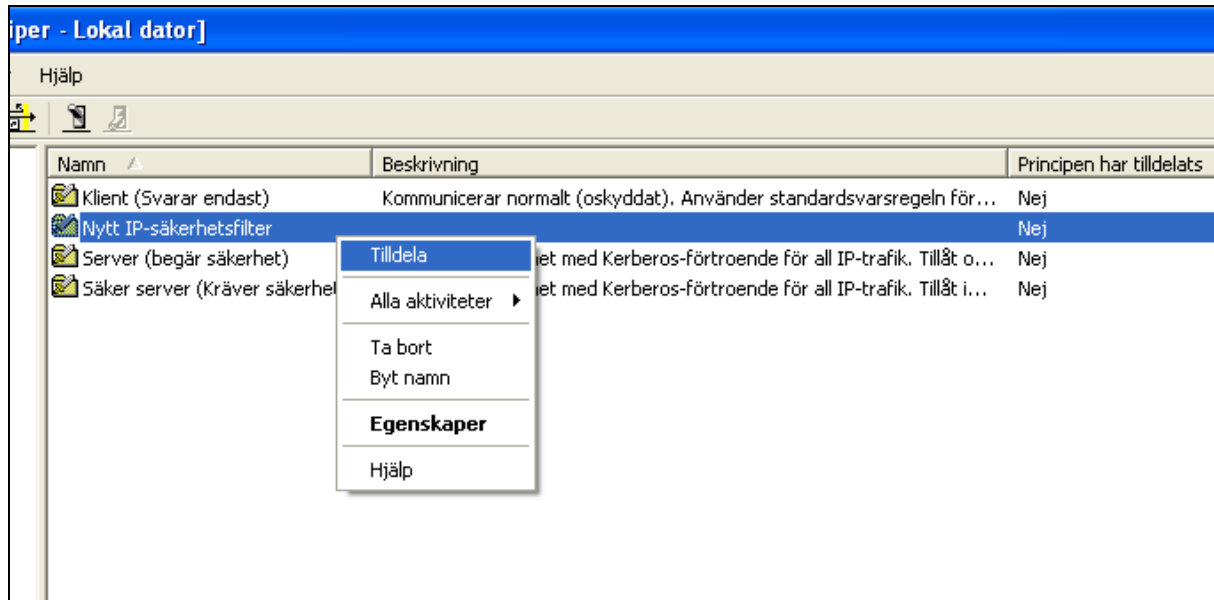 iper - Lokal dator]
Hjälp
Namn Beskrivning Principen har tilldelats
Klient (Svarar endast) Kommunicerar normalt (oskyddat). Använder standardsvarsregeln för... Nej
Nytt IP-säkerhetsfilter Nej
Server (begär säkerhet) et med Kerberos-förtroende för all IP-trafik. Tillåt o... Nej
Säker server (Kräver säkerhet et med Kerberos-förtroende för all IP-trafik. Tillåt i... Nej
Tilldela
Alla aktiviteter
Ta bort
Byt namn
Egenskaper
Hjälp